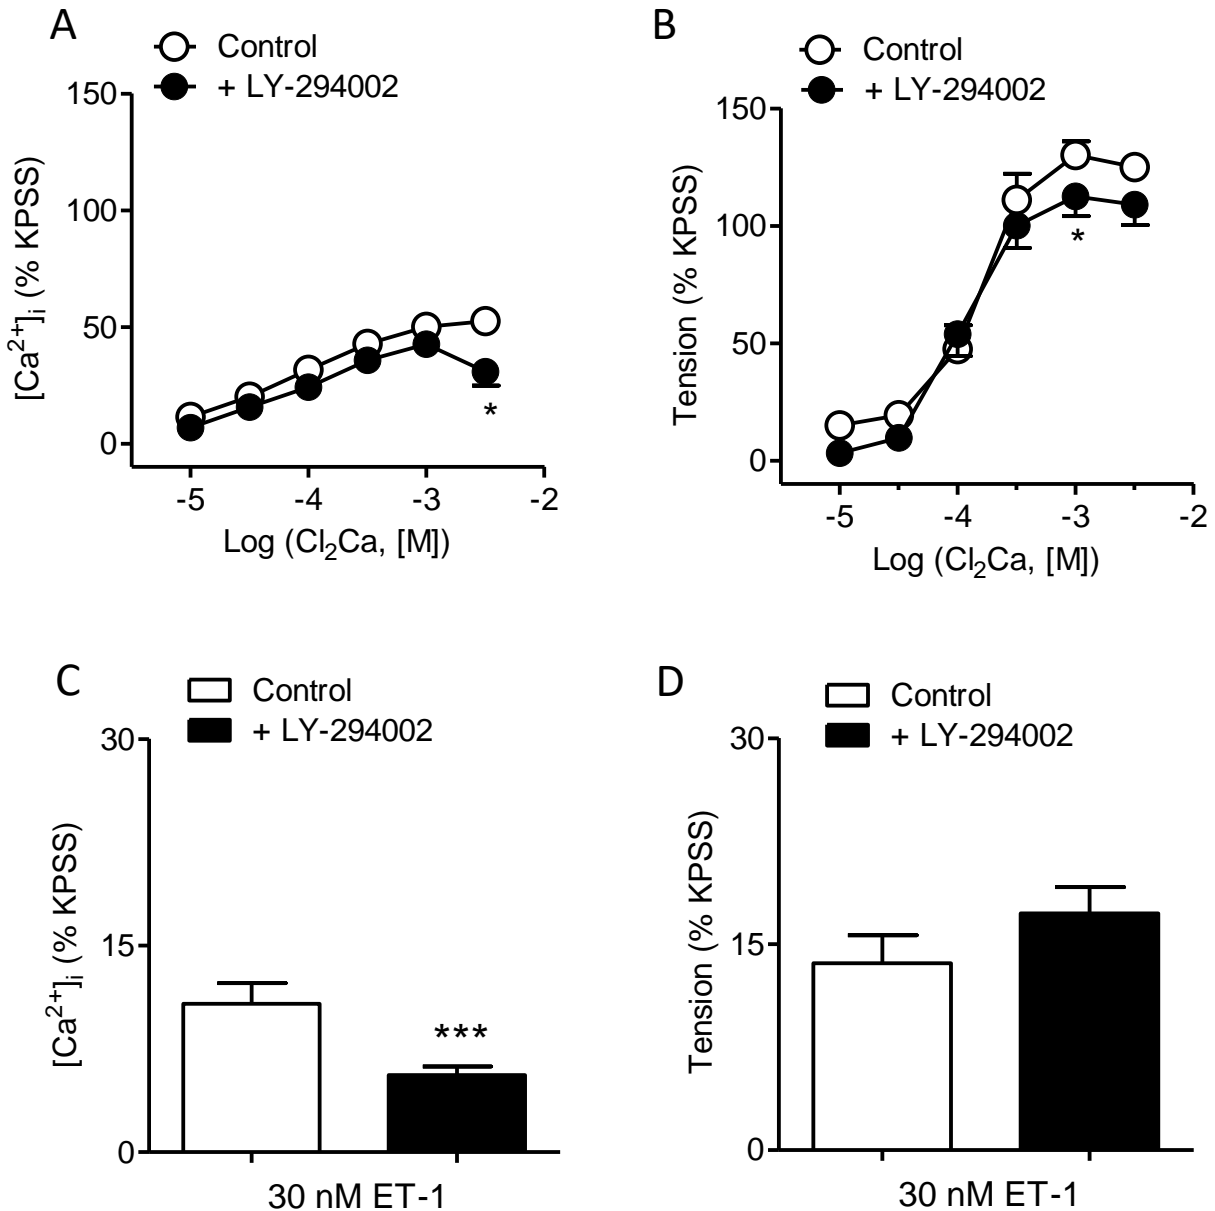 A
Control
+ LY-294002
150
100
50
0
[Ca²⁺]ᵢ (% KPSS)
-5 -4 -3 -2
*
Log (Cl₂Ca, [M])
B
Control
+ LY-294002
150
100
50
0
Tension (% KPSS)
*
-5 -4 -3 -2
Log (Cl₂Ca, [M])
C
Control
+ LY-294002
30
15
0
[Ca²⁺]ᵢ (% KPSS)
***
30 nM ET-1
D
Control
+ LY-294002
30
15
0
Tension (% KPSS)
30 nM ET-1